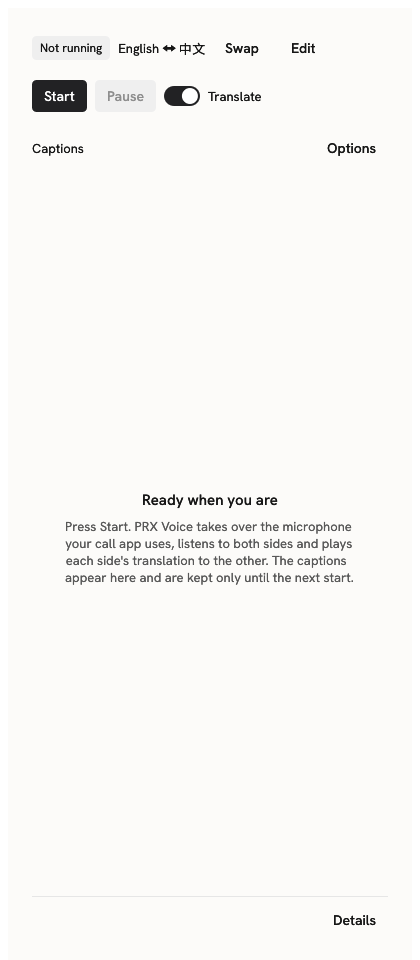 Not running English ⬌ 中文 Swap Edit
Start Pause Translate
Captions Options
Ready when you are
Press Start. PRX Voice takes over the microphone
your call app uses, listens to both sides and plays
each side's translation to the other. The captions
appear here and are kept only until the next start.
Details